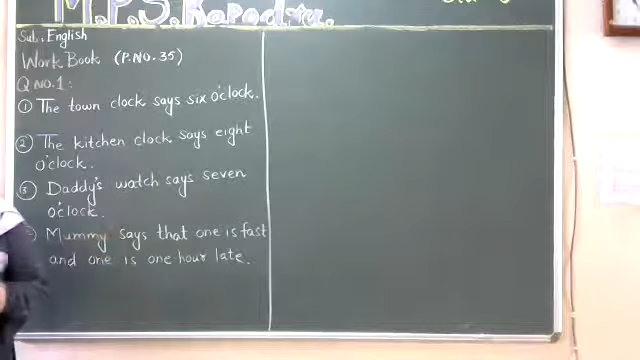 M.P.S.
Sub. English
Work Book (P.NO. 35)
Q NO.1:
① The town clock says six o'clock.
② The kitchen clock says eight
o'clock.
③ Daddy's watch says seven
o'clock.
Mummy says that one is fast
and one is one hour late.